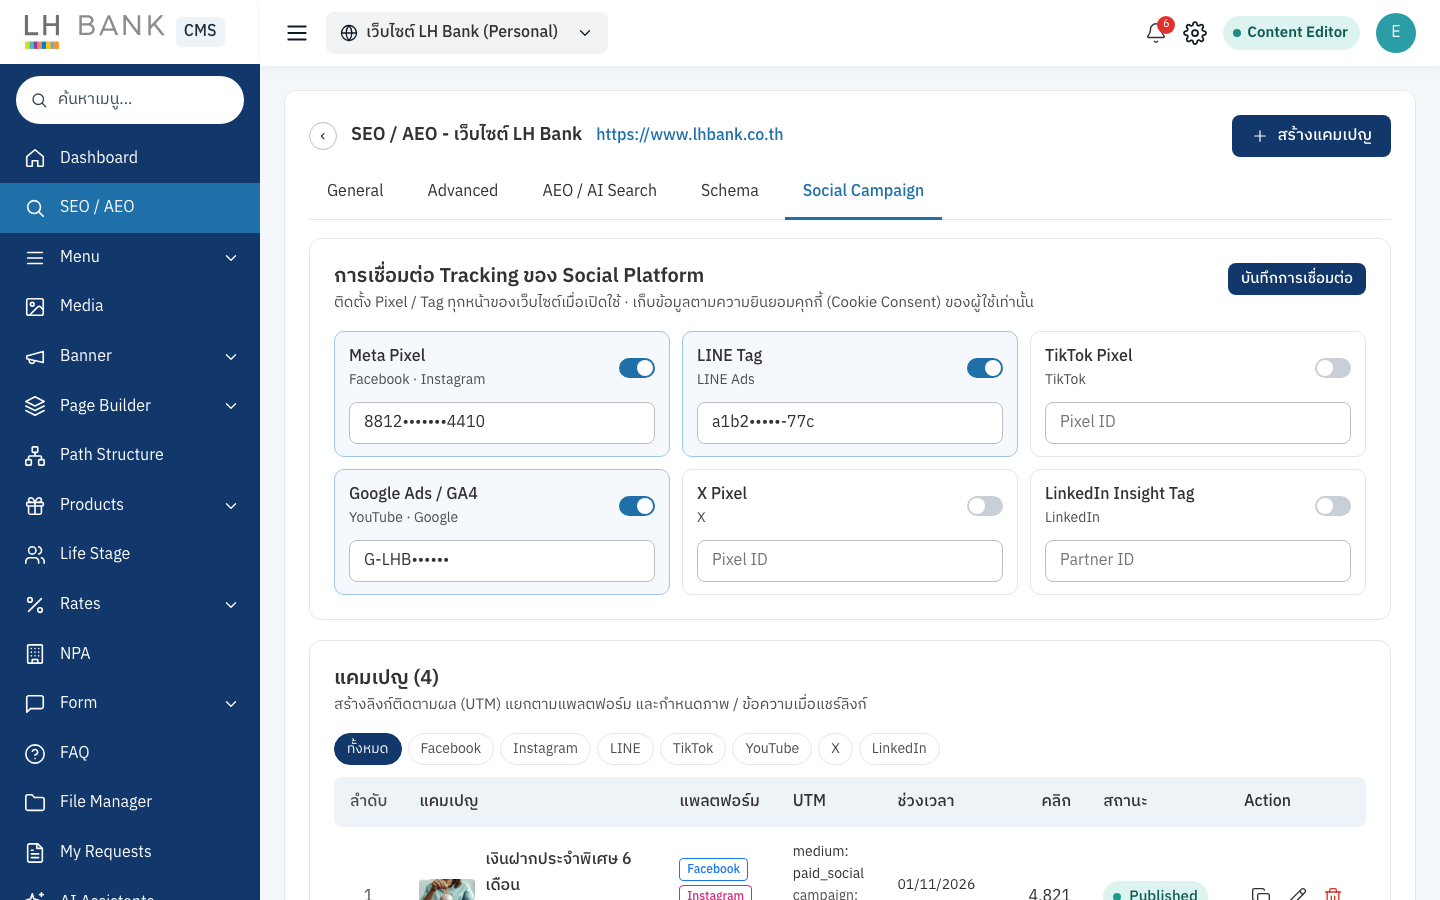 LH BANK CMS
เว็บไซต์ LH Bank (Personal)
6
Content Editor
E
ค้นหาเมนู...
Dashboard
SEO / AEO
Menu
Media
Banner
Page Builder
Path Structure
Products
Life Stage
Rates
NPA
Form
FAQ
File Manager
My Requests
AI Assistants
SEO / AEO - เว็บไซต์ LH Bank https://www.lhbank.co.th
+ สร้างแคมเปญ
General Advanced AEO / AI Search Schema Social Campaign
การเชื่อมต่อ Tracking ของ Social Platform
บันทึกการเชื่อมต่อ
ติดตั้ง Pixel / Tag ทุกหน้าของเว็บไซต์เมื่อเปิดใช้ · เก็บข้อมูลตามความยินยอมคุกกี้ (Cookie Consent) ของผู้ใช้เท่านั้น
Meta Pixel
Facebook · Instagram
8812•••••••4410
LINE Tag
LINE Ads
a1b2•••••-77c
TikTok Pixel
TikTok
Pixel ID
Google Ads / GA4
YouTube · Google
G-LHB••••••
X Pixel
X
Pixel ID
LinkedIn Insight Tag
LinkedIn
Partner ID
แคมเปญ (4)
สร้างลิงก์ติดตามผล (UTM) แยกตามแพลตฟอร์ม และกำหนดภาพ / ข้อความเมื่อแชร์ลิงก์
ทั้งหมด Facebook Instagram LINE TikTok YouTube X LinkedIn
ลำดับ แคมเปญ แพลตฟอร์ม UTM ช่วงเวลา คลิก สถานะ Action
1
เงินฝากประจำพิเศษ 6
เดือน
Facebook
Instagram
medium:
paid_social
campaign:
01/11/2026
4,821
Published